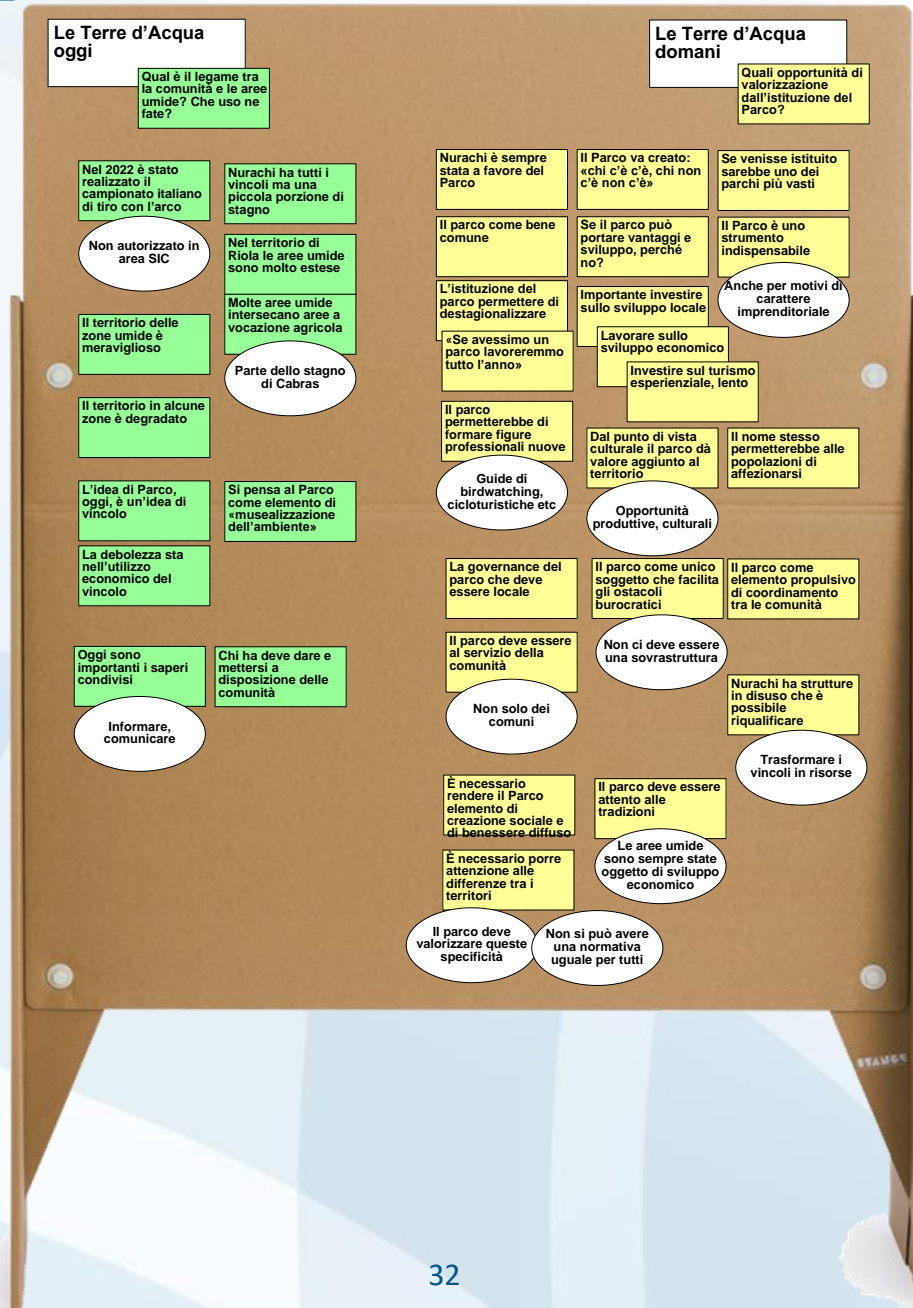 Le Terre d'Acqua
oggi
Qual è il legame tra
la comunità e le aree
umide? Che uso ne
fate?
Nel 2022 è stato
realizzato il
campionato italiano
di tiro con l'arco
Non autorizzato in
area SIC
Nurachi ha tutti i
vincoli ma una
piccola porzione di
stagno
Nel territorio di
Riola le aree umide
sono molto estese
Molte aree umide
intersecano aree a
vocazione agricola
Parte dello stagno
di Cabras
Il territorio delle
zone umide è
meraviglioso
Il territorio in alcune
zone è degradato
L'idea di Parco,
oggi, è un'idea di
vincolo
Si pensa al Parco
come elemento di
«musealizzazione
dell'ambiente»
La debolezza sta
nell'utilizzo
economico del
vincolo
Oggi sono
importanti i saperi
condivisi
Informare,
comunicare
Chi ha deve dare e
mettersi a
disposizione delle
comunità
Le Terre d'Acqua
domani
Quali opportunità di
valorizzazione
dall'istituzione del
Parco?
Nurachi è sempre
stata a favore del
Parco
Il Parco va creato:
«chi c'è c'è, chi non
c'è non c'è»
Se venisse istituito
sarebbe uno dei
parchi più vasti
Il parco come bene
comune
Se il parco può
portare vantaggi e
sviluppo, perché
no?
Il Parco è uno
strumento
indispensabile
Anche per motivi di
carattere
imprenditoriale
L'istituzione del
parco permettere di
destagionalizzare
«Se avessimo un
parco lavoreremmo
tutto l'anno»
Importante investire
sullo sviluppo locale
Lavorare sullo
sviluppo economico
Investire sul turismo
esperienziale, lento
Il parco
permetterebbe di
formare figure
professionali nuove
Guide di
birdwatching,
cicloturistiche etc
Dal punto di vista
culturale il parco dà
valore aggiunto al
territorio
Opportunità
produttive, culturali
Il nome stesso
permetterebbe alle
popolazioni di
affezionarsi
La governance del
parco che deve
essere locale
Il parco come unico
soggetto che facilita
gli ostacoli
burocratici
Non ci deve essere
una sovrastruttura
Il parco come
elemento propulsivo
di coordinamento
tra le comunità
Il parco deve essere
al servizio della
comunità
Non solo dei
comuni
Nurachi ha strutture
in disuso che è
possibile
riqualificare
Trasformare i
vincoli in risorse
È necessario
rendere il Parco
elemento di
creazione sociale e
di benessere diffuso
Il parco deve essere
attento alle
tradizioni
Le aree umide
sono sempre state
oggetto di sviluppo
economico
È necessario porre
attenzione alle
differenze tra i
territori
Il parco deve
valorizzare queste
specificità
Non si può avere
una normativa
uguale per tutti
32